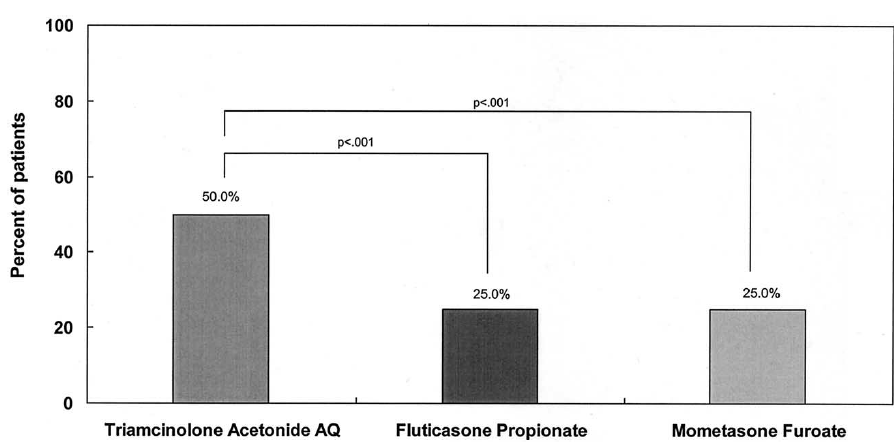 100
80
60
40
20
0
Percent of patients
p<.001
p<.001
50.0%
25.0%
25.0%
Triamcinolone Acetonide AQ
Fluticasone Propionate
Mometasone Furoate